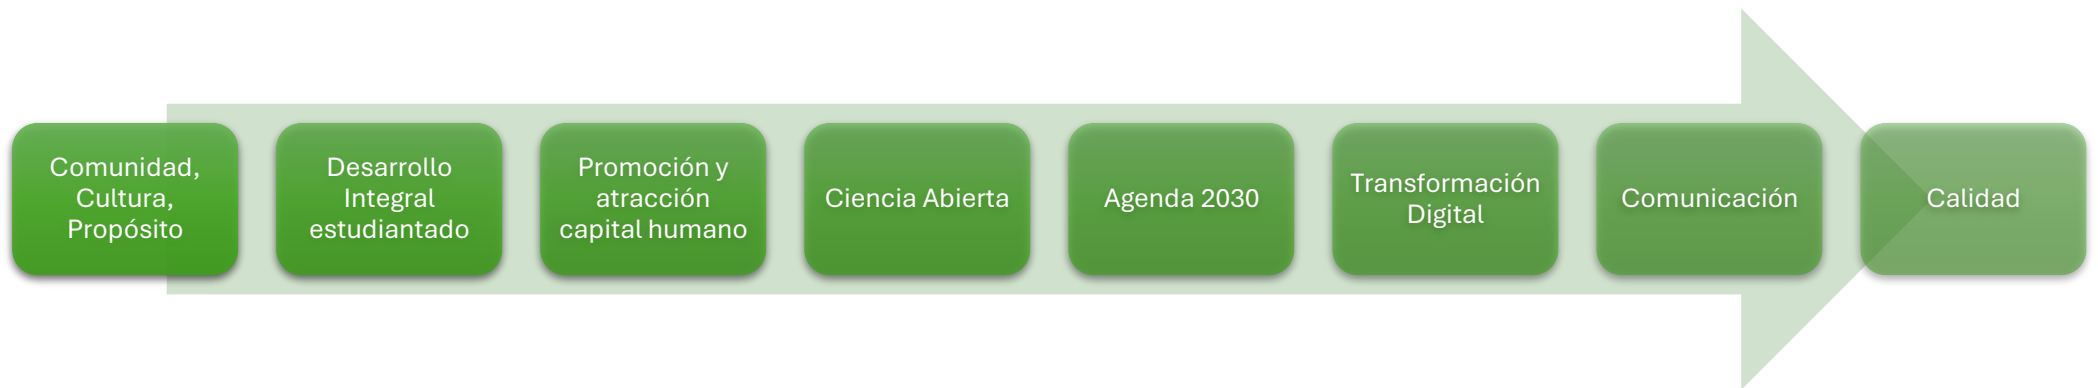 Comunidad,
Cultura,
Propósito
Desarrollo
Integral
estudiantado
Promoción y
atracción
capital humano
Ciencia Abierta
Agenda 2030
Transformación
Digital
Comunicación
Calidad